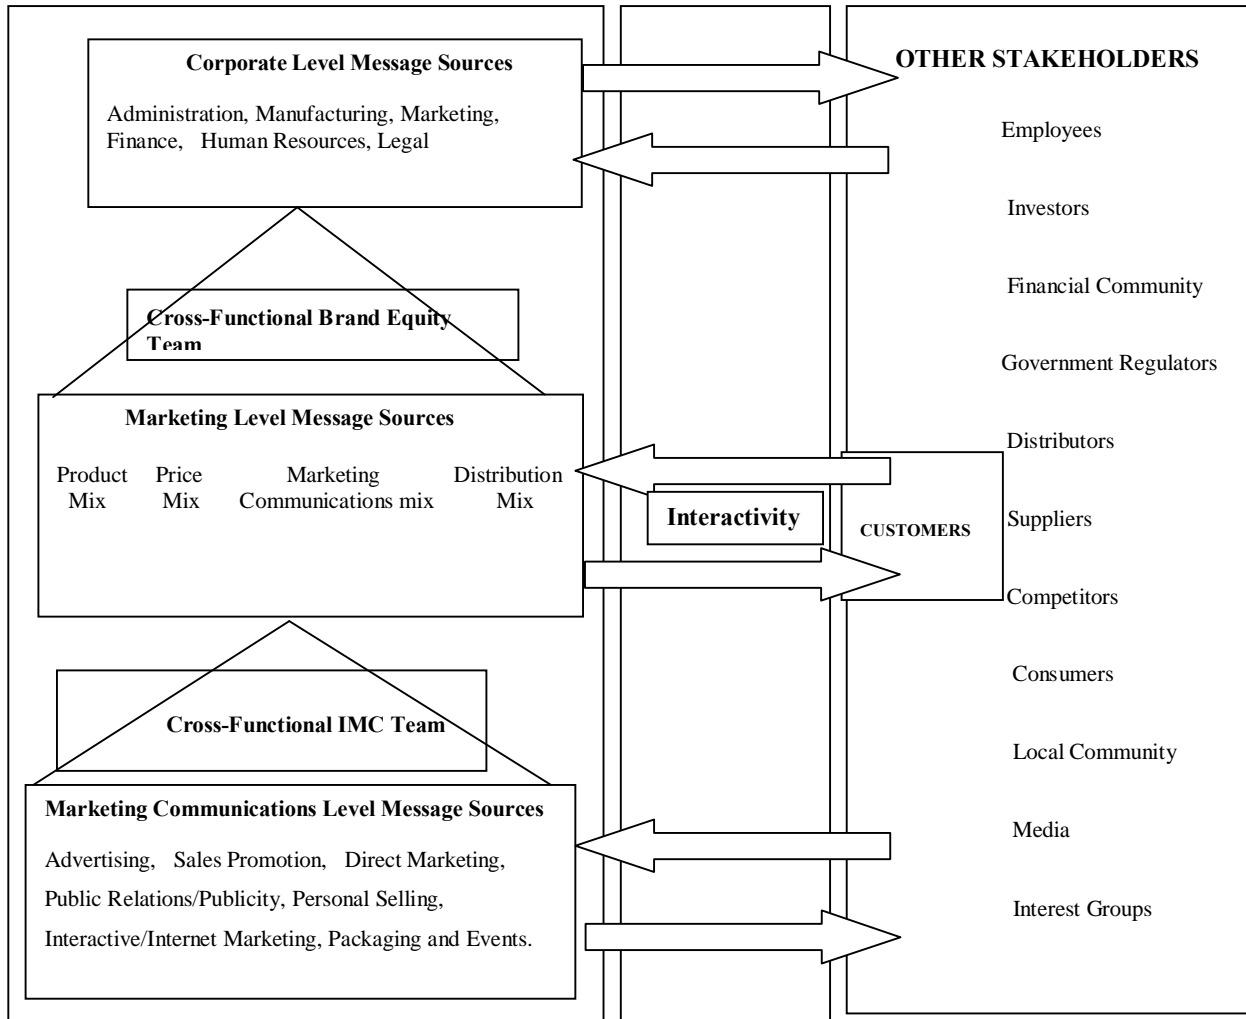 Corporate Level Message Sources
Administration, Manufacturing, Marketing,
Finance, Human Resources, Legal
Cross-Functional Brand Equity
Team
Marketing Level Message Sources
Product Price Marketing Distribution
Mix Mix Communications mix Mix
Cross-Functional IMC Team
Marketing Communications Level Message Sources
Advertising, Sales Promotion, Direct Marketing,
Public Relations/Publicity, Personal Selling,
Interactive/Internet Marketing, Packaging and Events.
Interactivity
CUSTOMERS
OTHER STAKEHOLDERS
Employees
Investors
Financial Community
Government Regulators
Distributors
Suppliers
Competitors
Consumers
Local Community
Media
Interest Groups